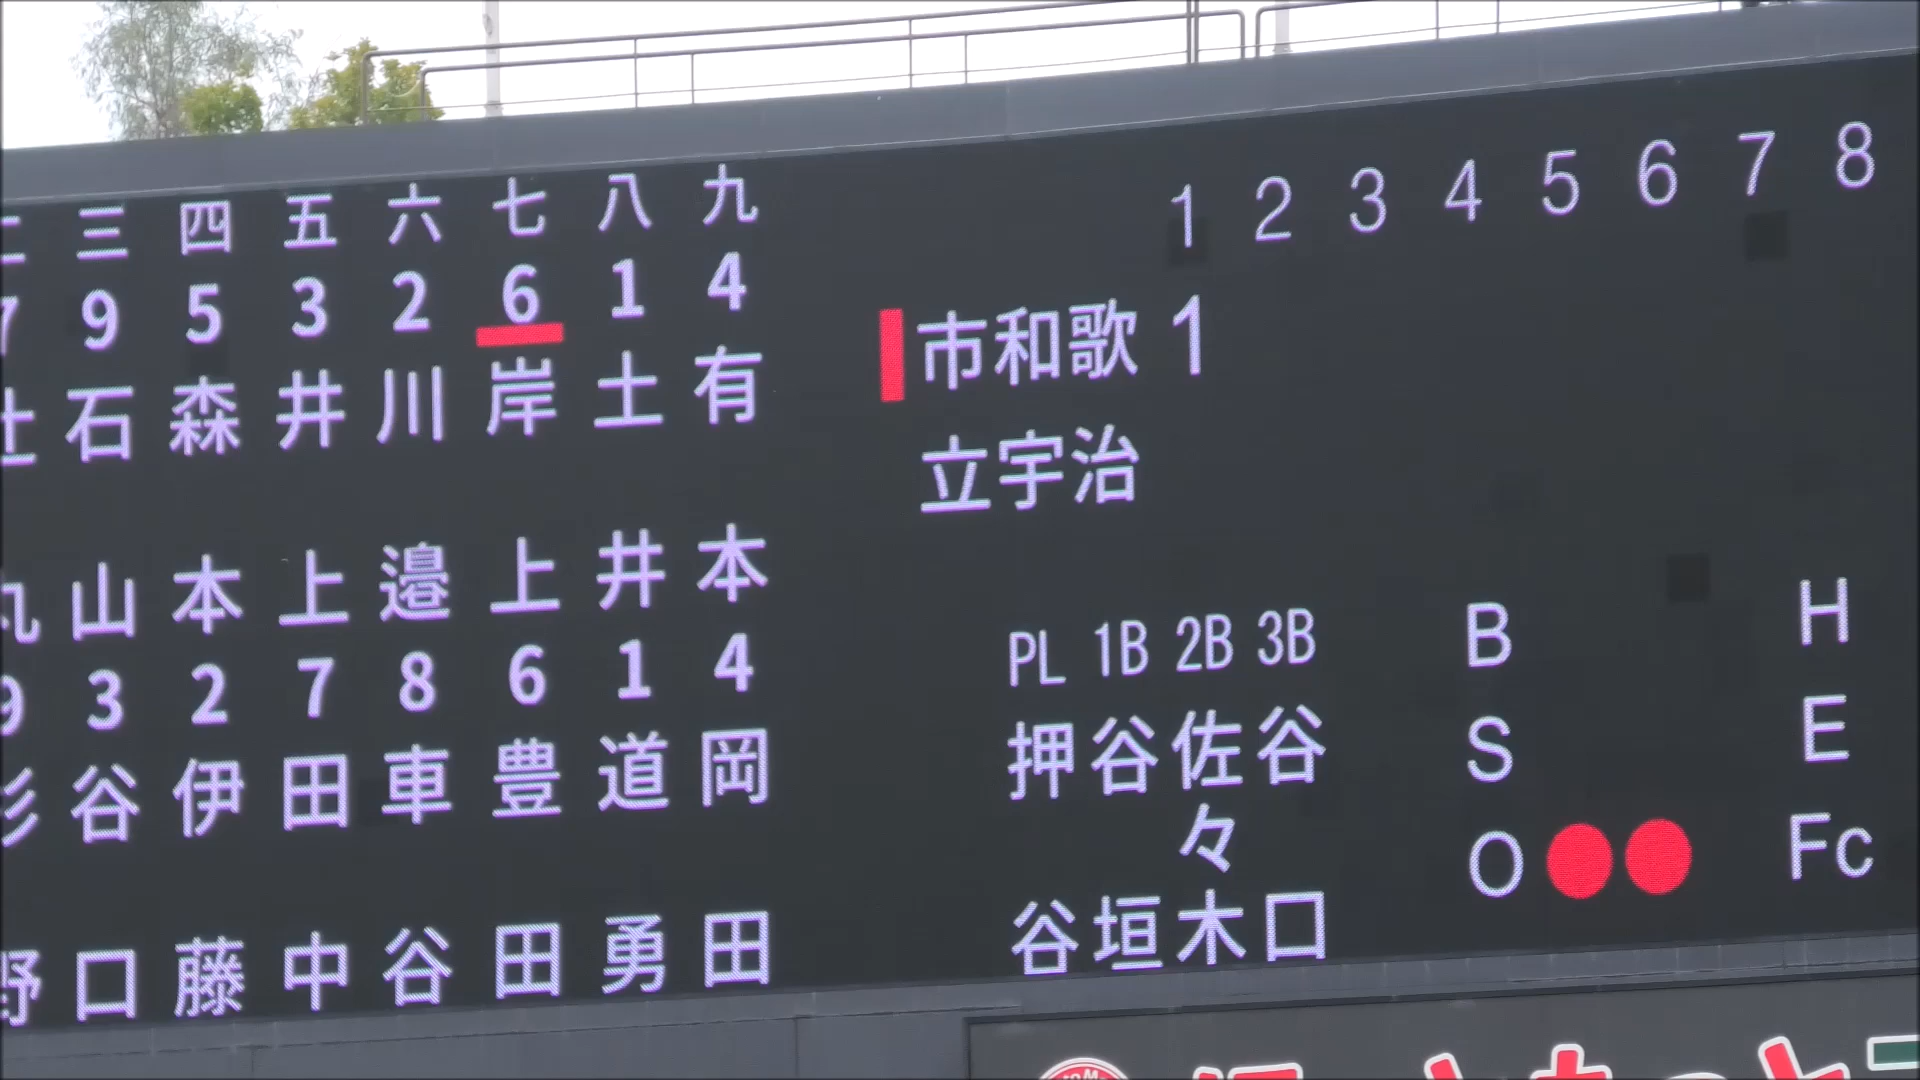 三 四 五 六 七 八 九
9 5 3 2 6 1 4
石 森 井 川 岸 土 有
山 本 上 邉 上 井 本
3 2 7 8 6 1 4
谷 伊 田 車 豊 道 岡
口 藤 中 谷 田 勇 田
1 2 3 4 5 6 7 8
市和歌 1
立宇治
PL 1B 2B 3B
押 谷 佐 谷
々
谷 垣 木 口
B
S
O
H
E
Fc